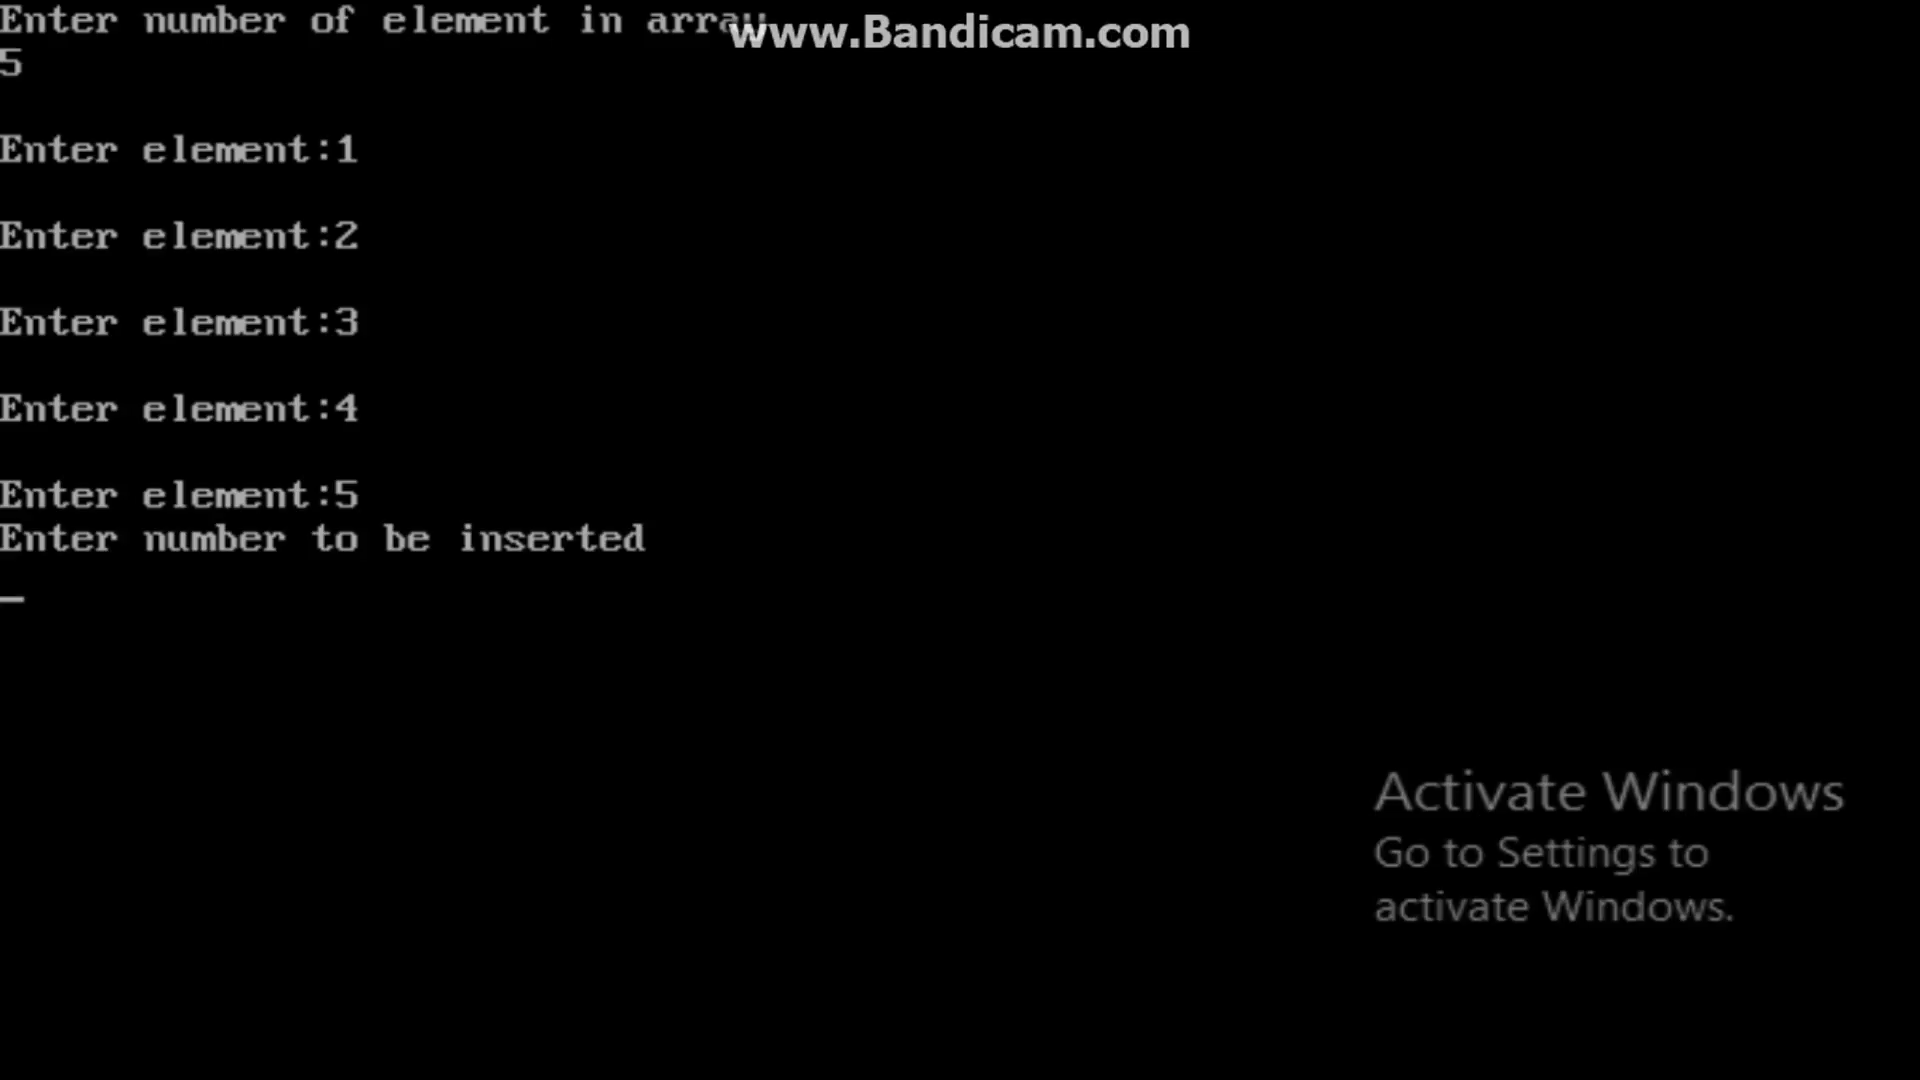 Enter number of element in array
www.Bandicam.com
5
Enter element:1
Enter element:2
Enter element:3
Enter element:4
Enter element:5
Enter number to be inserted
_
Activate Windows
Go to Settings to
activate Windows.